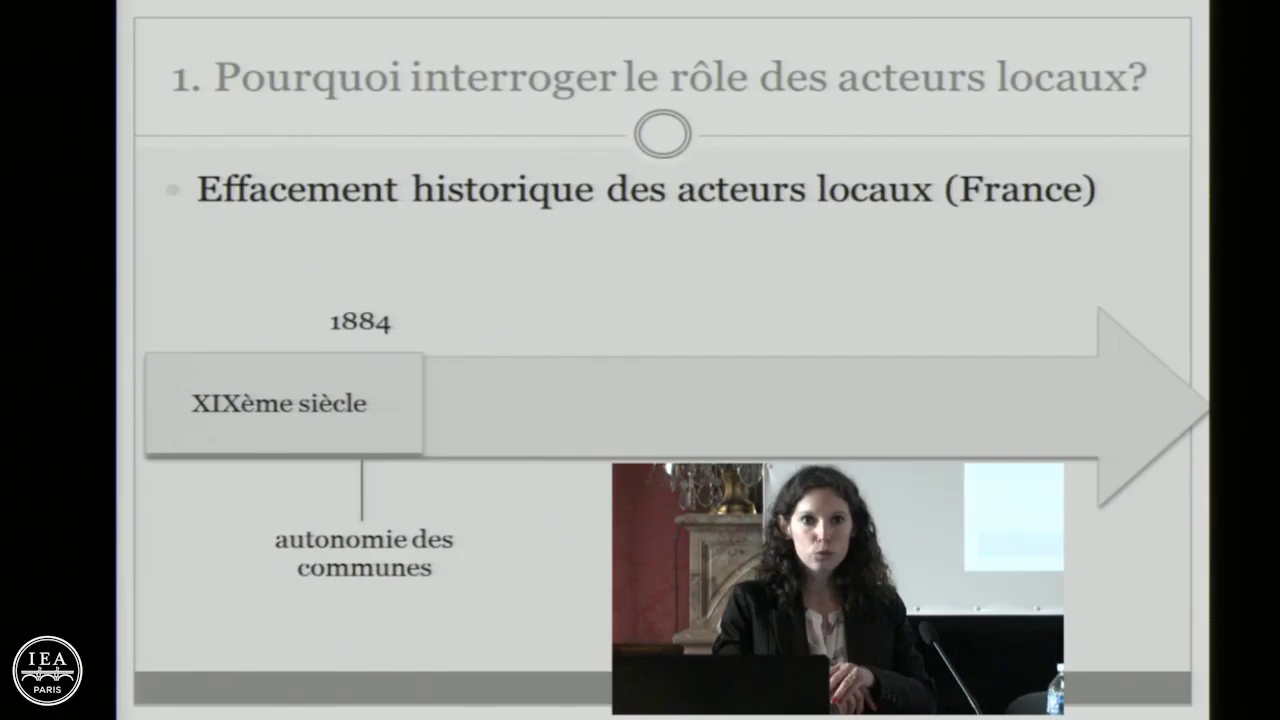 1. Pourquoi interroger le rôle des acteurs locaux?
Effacement historique des acteurs locaux (France)
1884
XIXème siècle
autonomie des
communes
IEA
PARIS